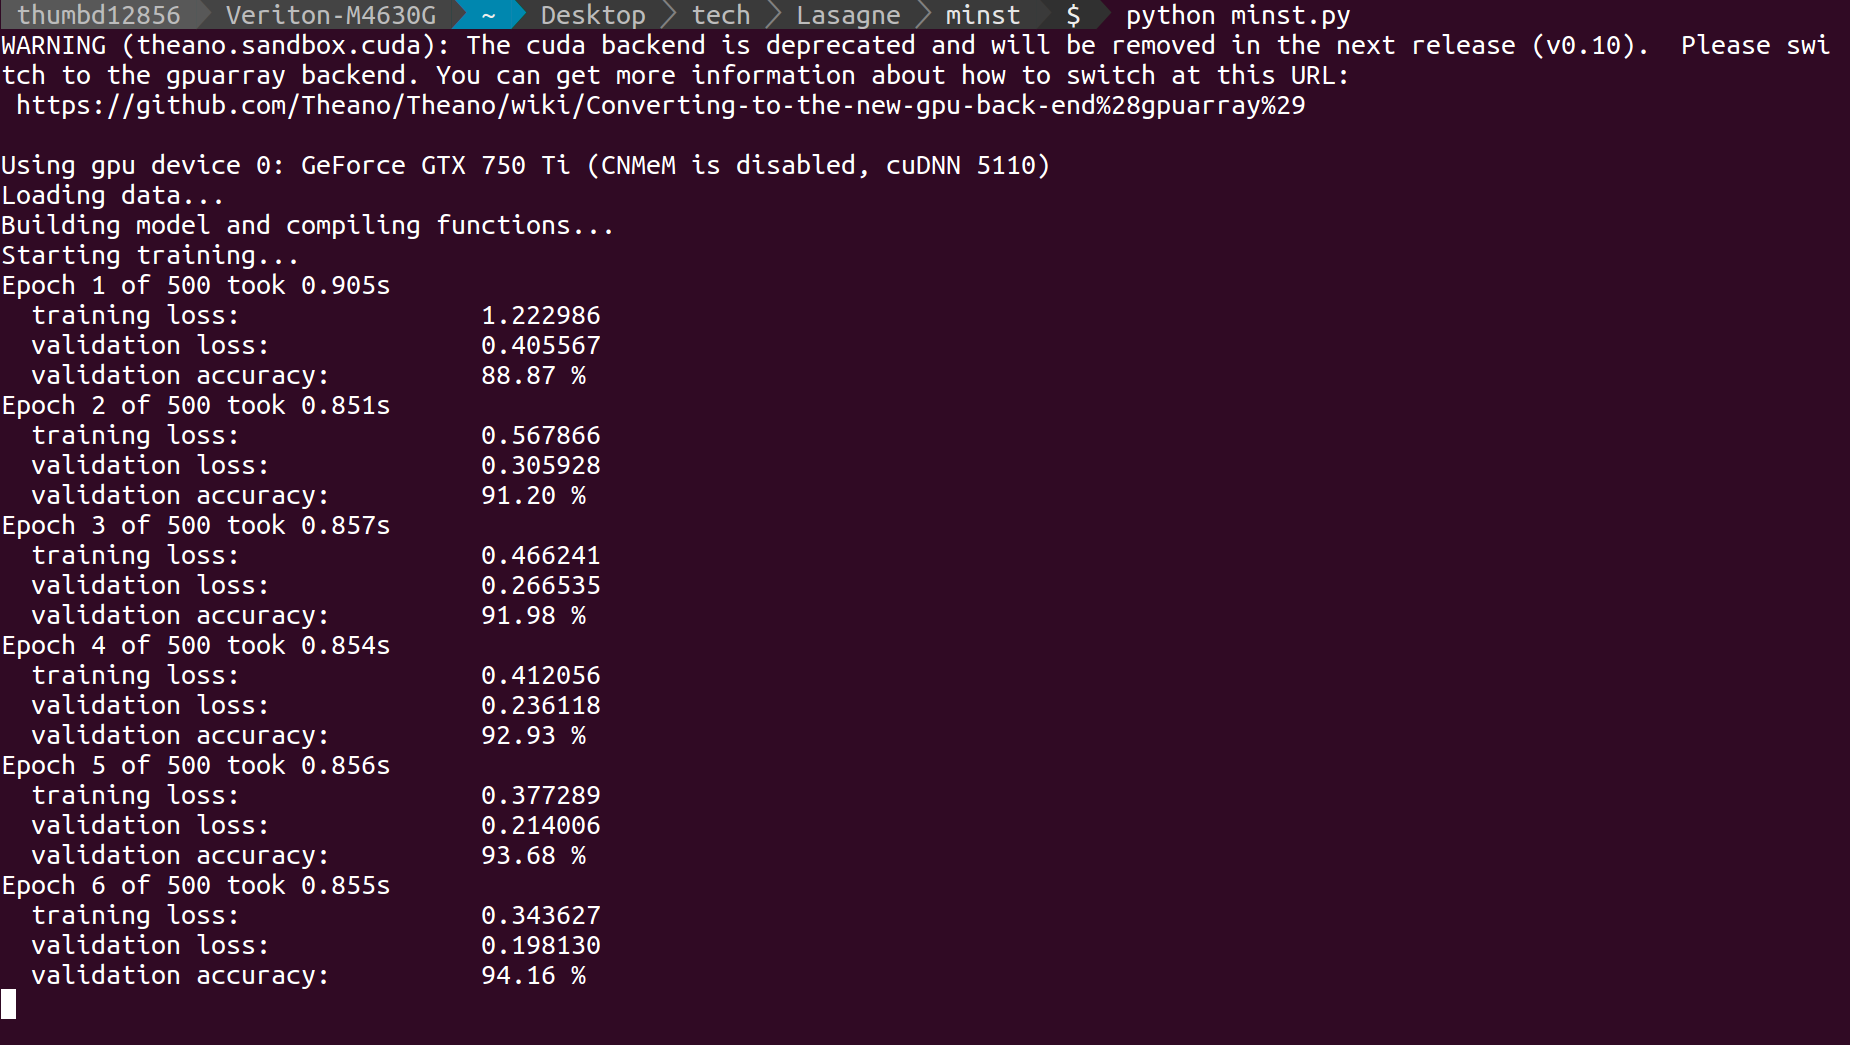 thumbd12856 Veriton-M4630G ~ Desktop tech Lasagne minst $ python minst.py
WARNING (theano.sandbox.cuda): The cuda backend is deprecated and will be removed in the next release (v0.10).  Please swi
tch to the gpuarray backend. You can get more information about how to switch at this URL:
 https://github.com/Theano/Theano/wiki/Converting-to-the-new-gpu-back-end%28gpuarray%29
Using gpu device 0: GeForce GTX 750 Ti (CNMeM is disabled, cuDNN 5110)
Loading data...
Building model and compiling functions...
Starting training...
Epoch 1 of 500 took 0.905s
  training loss:                1.222986
  validation loss:              0.405567
  validation accuracy:          88.87 %
Epoch 2 of 500 took 0.851s
  training loss:                0.567866
  validation loss:              0.305928
  validation accuracy:          91.20 %
Epoch 3 of 500 took 0.857s
  training loss:                0.466241
  validation loss:              0.266535
  validation accuracy:          91.98 %
Epoch 4 of 500 took 0.854s
  training loss:                0.412056
  validation loss:              0.236118
  validation accuracy:          92.93 %
Epoch 5 of 500 took 0.856s
  training loss:                0.377289
  validation loss:              0.214006
  validation accuracy:          93.68 %
Epoch 6 of 500 took 0.855s
  training loss:                0.343627
  validation loss:              0.198130
  validation accuracy:          94.16 %